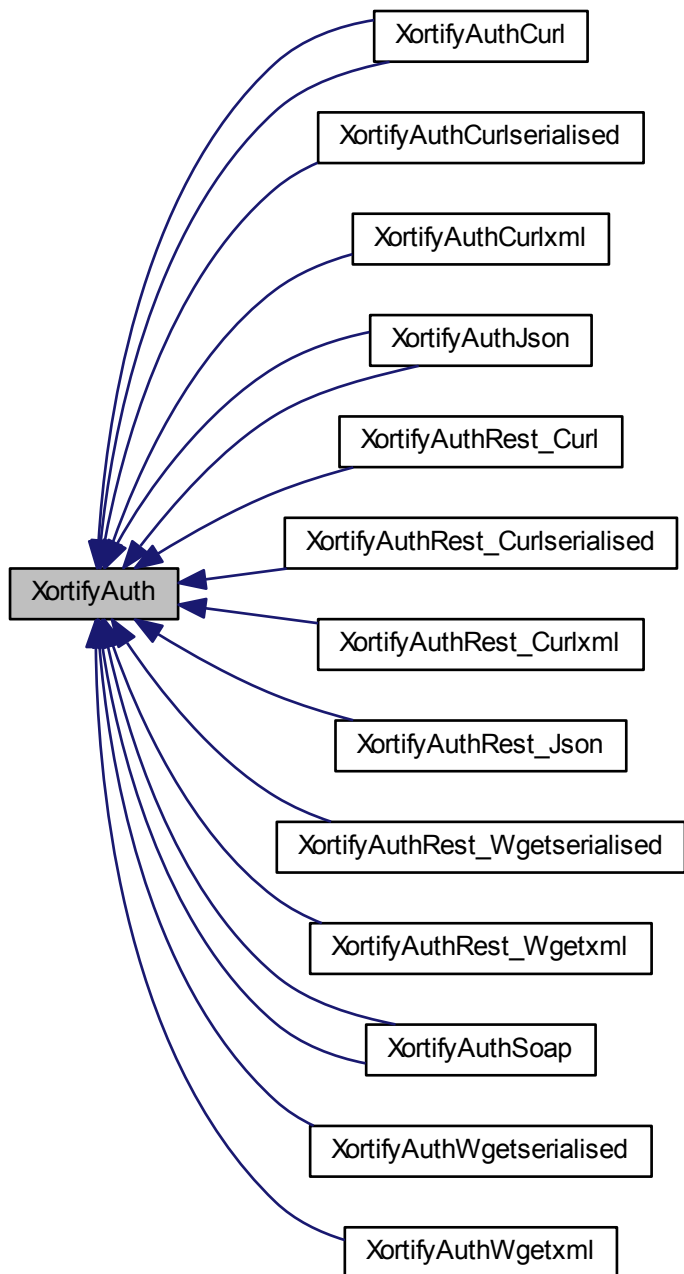 XortifyAuthCurl
XortifyAuthCurlserialised
XortifyAuthCurlxml
XortifyAuthJson
XortifyAuthRest_Curl
XortifyAuthRest_Curlserialised
XortifyAuth
XortifyAuthRest_Curlxml
XortifyAuthRest_Json
XortifyAuthRest_Wgetserialised
XortifyAuthRest_Wgetxml
XortifyAuthSoap
XortifyAuthWgetserialised
XortifyAuthWgetxml